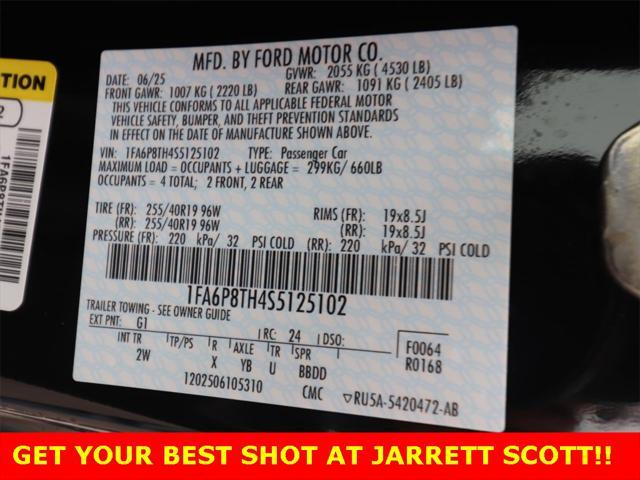 MFD. BY FORD MOTOR CO.
DATE: 06/25 GVWR: 2055 KG ( 4530 LB)
FRONT GAWR: 1007 KG ( 2220 LB) REAR GAWR: 1091 KG ( 2405 LB)
THIS VEHICLE CONFORMS TO ALL APPLICABLE FEDERAL MOTOR
VEHICLE SAFETY, BUMPER, AND THEFT PREVENTION STANDARDS
IN EFFECT ON THE DATE OF MANUFACTURE SHOWN ABOVE.
VIN: 1FA6P8TH4S5125102 TYPE: Passenger Car
MAXIMUM LOAD = OCCUPANTS + LUGGAGE = 299KG/ 660LB
OCCUPANTS = 4 TOTAL; 2 FRONT, 2 REAR
TIRE (FR): 255/40R19 96W RIMS (FR): 19x8.5J
(RR): 255/40R19 96W (RR): 19x8.5J
PRESSURE (FR): 220 kPa/ 32 PSI COLD (RR): 220 kPa/ 32 PSI COLD
1FA6P8TH4S5125102
TRAILER TOWING - SEE OWNER GUIDE
EXT PNT: G1 RC: 24 DSO: F0064
INT TR TP/PS R AXLE TR SPR R0168
2W X YB U BBDD
1202506105310 CMC ▽RU5A-5420472-AB
GET YOUR BEST SHOT AT JARRETT SCOTT!!